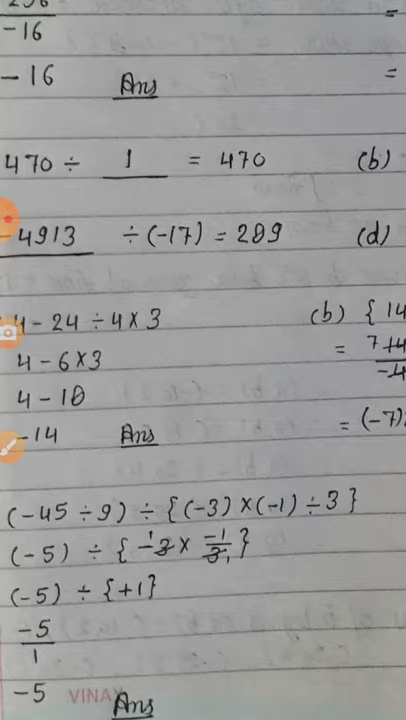 -16
=
-16 Ans
=
470 ÷ 1 = 470 (b)
4913 ÷ (-17) = 289 (d)
4 - 24 ÷ 4 × 3 (b) { 14
4 - 6 × 3 =
4 - 18
-14 Ans = (-7)
(-45 ÷ 9) ÷ { (-3) × (-1) ÷ 3 }
(-5) ÷ { -3 × -1/3 }
(-5) ÷ { +1 }
-5
1
-5 Ans
VINAY